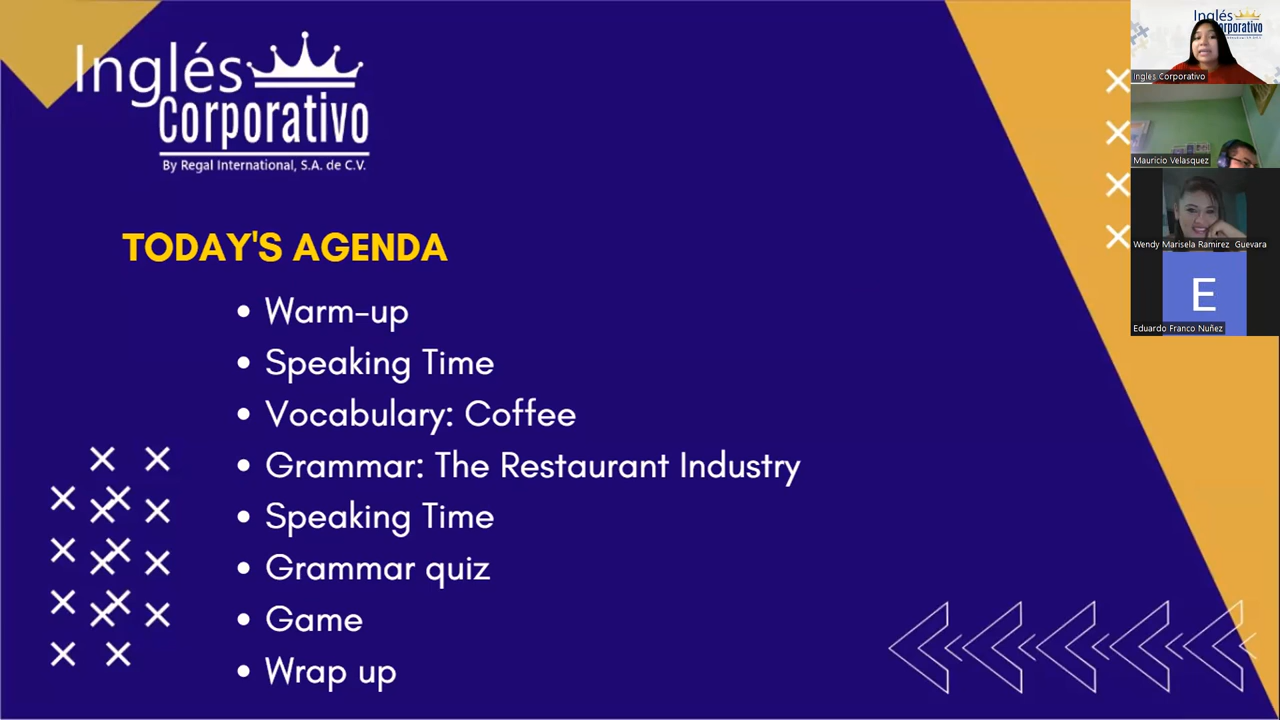 Inglés
Corporativo
By Regal International, S.A. de C.V.
TODAY'S AGENDA
• Warm-up
• Speaking Time
• Vocabulary: Coffee
• Grammar: The Restaurant Industry
• Speaking Time
• Grammar quiz
• Game
• Wrap up
Inglés
Corporativo
Inglés Corporativo
Mauricio Velasquez
Wendy Marisela Ramirez Guevara
E
Eduardo Franco Nuñez